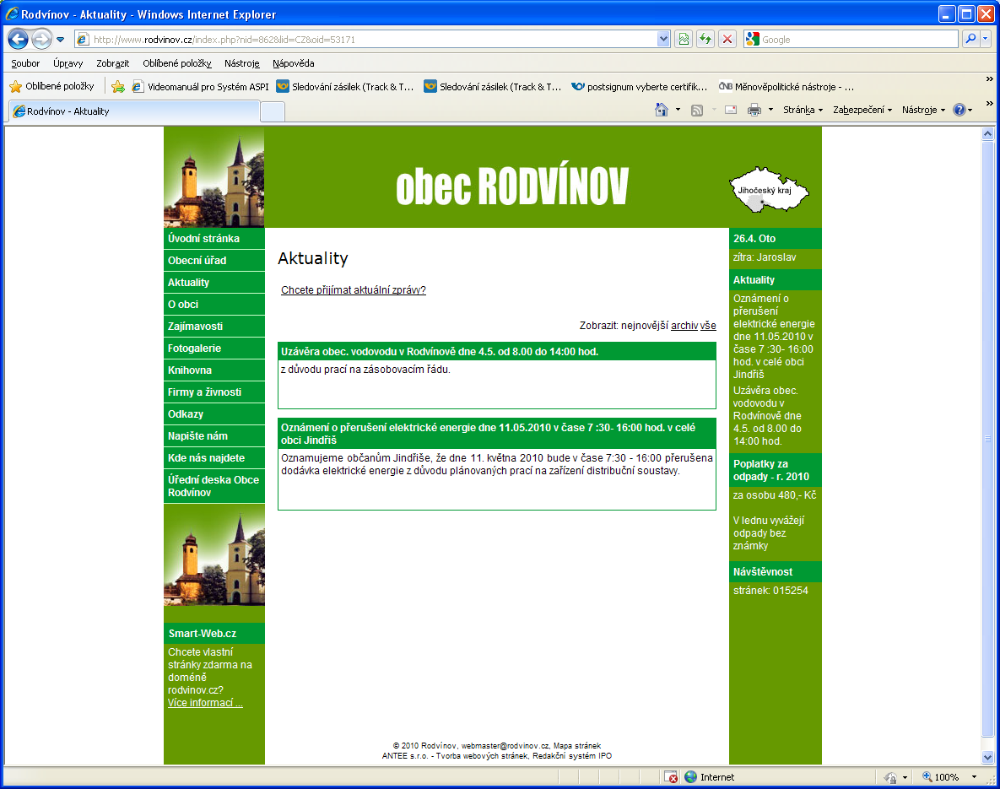 Rodvínov - Aktuality - Windows Internet Explorer
http://www.rodvinov.cz/index.php?nid=862&lid=CZ&oid=53171
Google
Soubor Úpravy Zobrazit Oblíbené položky Nástroje Nápověda
Oblíbené položky
Videomanuál pro Systém ASPI
Sledování zásilek (Track & T...
Sledování zásilek (Track & T...
postsignum vyberte certifik...
ČNB Měnověpolitické nástroje - ...
Rodvínov - Aktuality
Stránka Zabezpečení Nástroje
obec RODVÍNOV
Jihočeský kraj
Úvodní stránka
Obecní úřad
Aktuality
O obci
Zajímavosti
Fotogalerie
Knihovna
Firmy a živnosti
Odkazy
Napište nám
Kde nás najdete
Úřední deska Obce
Rodvínov
Smart-Web.cz
Chcete vlastní
stránky zdarma na
doméně
rodvinov.cz?
Více informací ...
Aktuality
Chcete přijímat aktuální zprávy?
Zobrazit: nejnovější archiv vše
Uzávěra obec. vodovodu v Rodvínově dne 4.5. od 8.00 do 14:00 hod.
z důvodu prací na zásobovacím řádu.
Oznámení o přerušení elektrické energie dne 11.05.2010 v čase 7 :30- 16:00 hod. v celé
obci Jindřiš
Oznamujeme občanům Jindřiše, že dne 11. května 2010 bude v čase 7:30 - 16:00 přerušena
dodávka elektrické energie z důvodu plánovaných prací na zařízení distribuční soustavy.
26.4. Oto
zítra: Jaroslav
Aktuality
Oznámení o
přerušení
elektrické energie
dne 11.05.2010 v
čase 7 :30- 16:00
hod. v celé obci
Jindřiš
Uzávěra obec.
vodovodu v
Rodvínově dne
4.5. od 8.00 do
14:00 hod.
Poplatky za
odpady - r. 2010
za osobu 480,- Kč
V lednu vyvážejí
odpady bez
známky
Návštěvnost
stránek: 015254
© 2010 Rodvínov, webmaster@rodvinov.cz, Mapa stránek
ANTEE s.r.o. - Tvorba webových stránek, Redakční systém IPO
Internet
100%